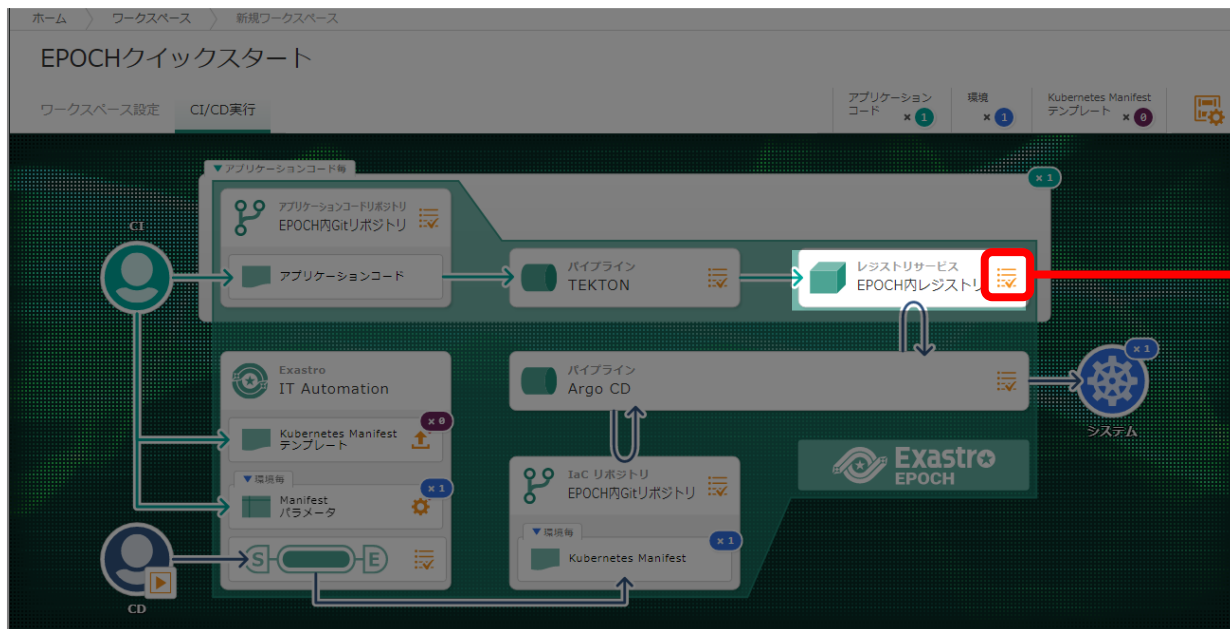 ホーム 〉 ワークスペース 〉 新規ワークスペース
EPOCHクイックスタート
ワークスペース設定 CI/CD実行
アプリケーション
コード ×1
環境
×1
Kubernetes Manifest
テンプレート ×0
▼アプリケーションコード毎
×1
CI
アプリケーションコードリポジトリ
EPOCH内Gitリポジトリ
アプリケーションコード
パイプライン
TEKTON
レジストリサービス
EPOCH内レジストリ
Exastro
IT Automation
パイプライン
Argo CD
×1
システム
Kubernetes Manifest
テンプレート
×0
▼環境毎
Manifest
パラメータ
×1
IaC リポジトリ
EPOCH内Gitリポジトリ
Exastro
EPOCH
▼環境毎
×1
Kubernetes Manifest
S E
CD